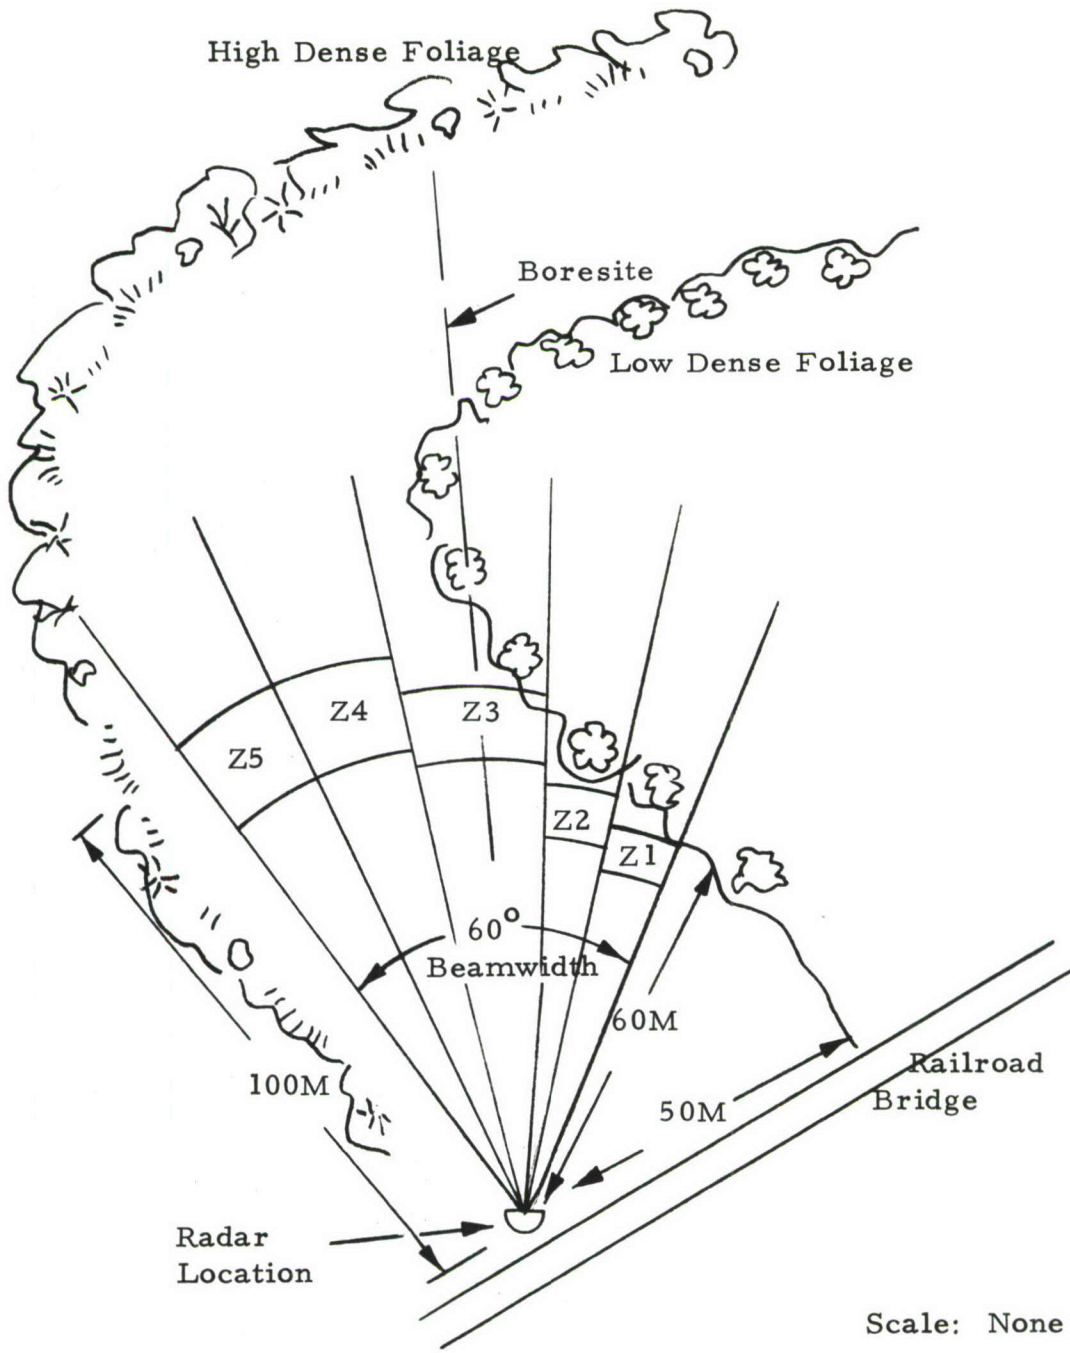 High Dense Foliage
Boresite
Low Dense Foliage
Z4
Z3
Z5
Z2
Z1
60°
Beamwidth
60M
Railroad
Bridge
100M
50M
Radar
Location
Scale: None